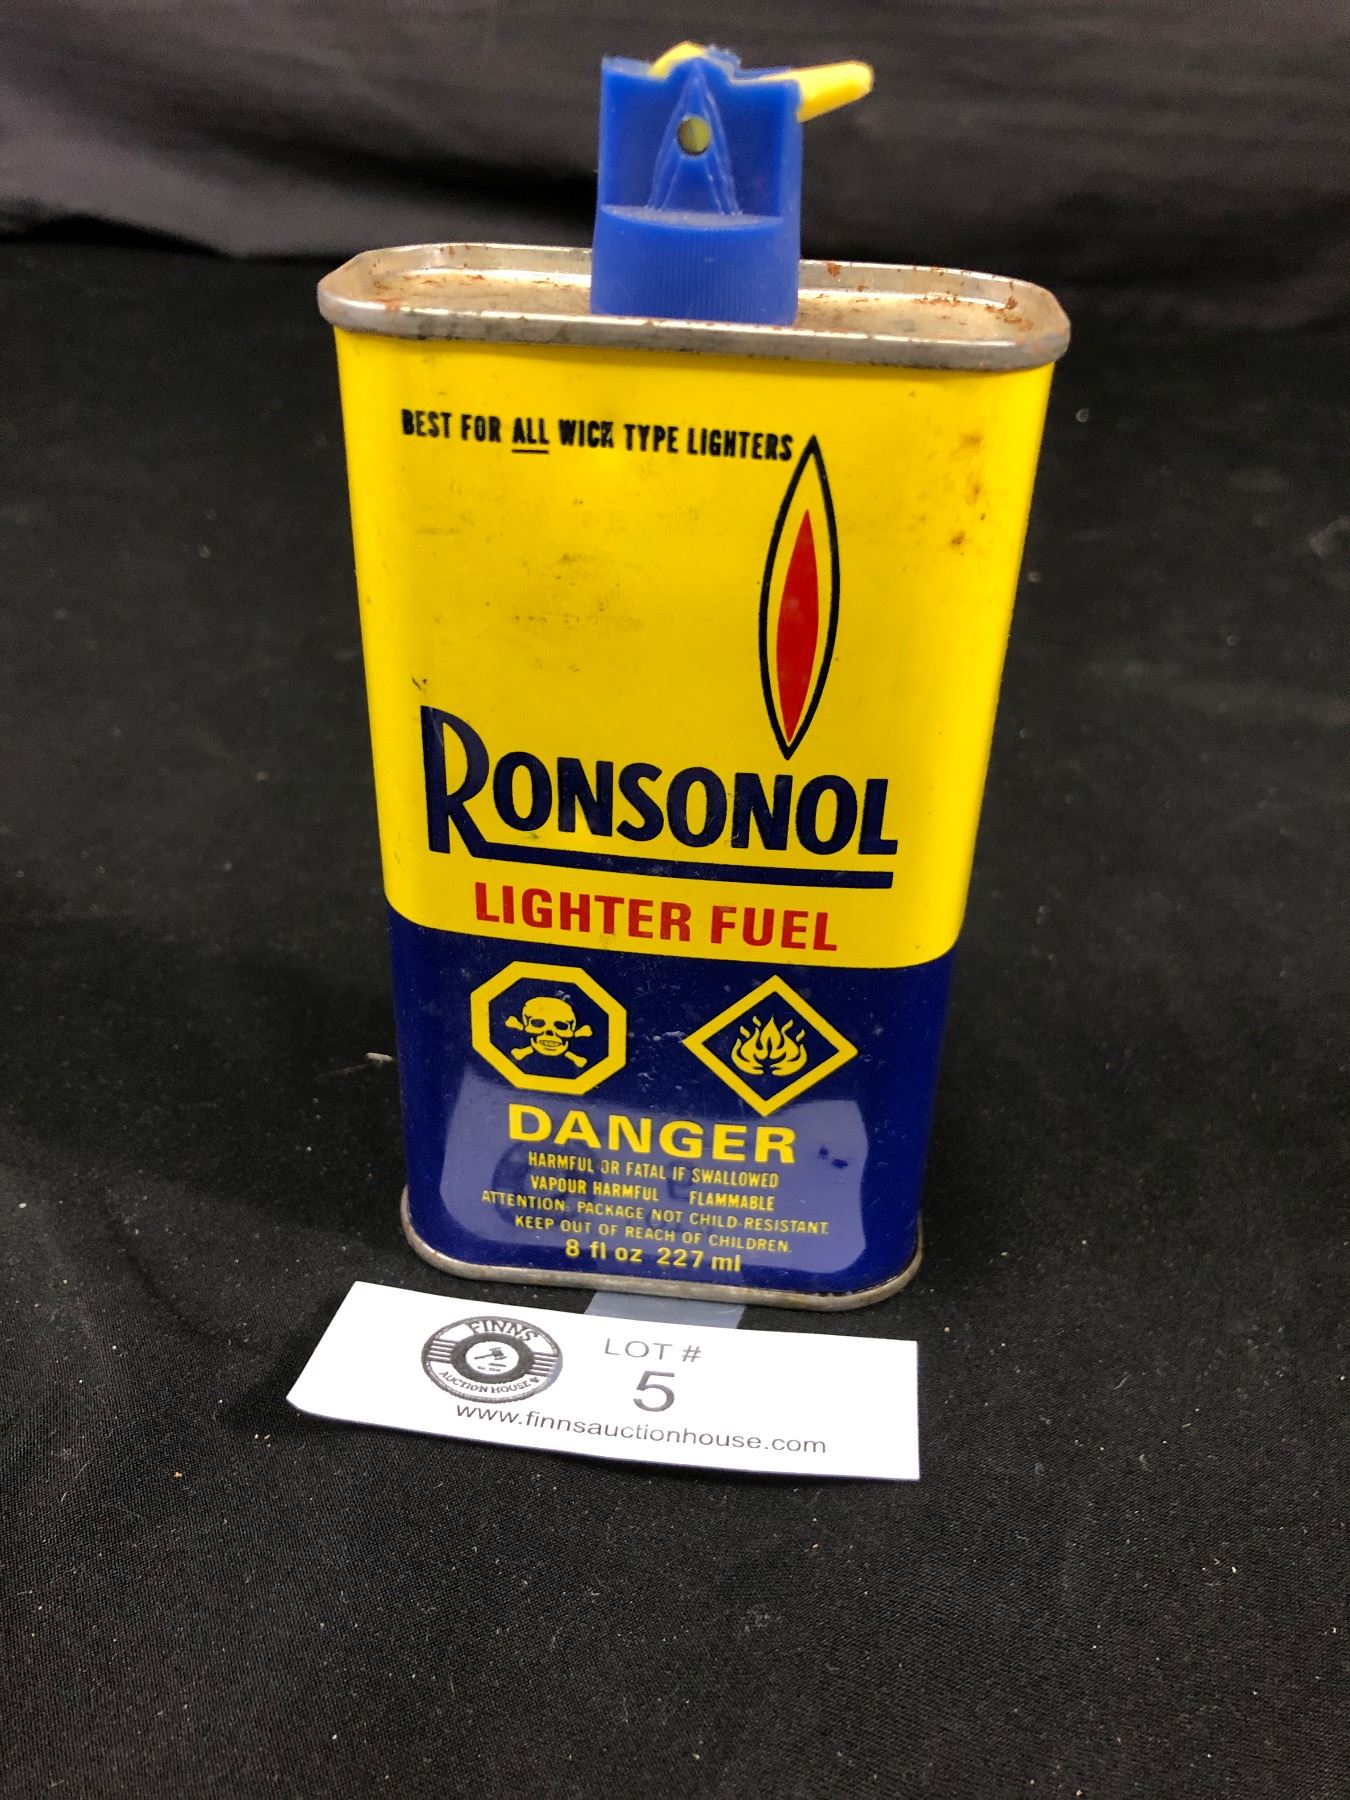 BEST FOR ALL WICK TYPE LIGHTERS
RONSONOL
LIGHTER FUEL
DANGER
HARMFUL OR FATAL IF SWALLOWED
VAPOUR HARMFUL FLAMMABLE
ATTENTION: PACKAGE NOT CHILD-RESISTANT.
KEEP OUT OF REACH OF CHILDREN.
8 fl oz 227 ml
FINNS
AUCTION HOUSE
LOT #
5
www.finnsauctionhouse.com